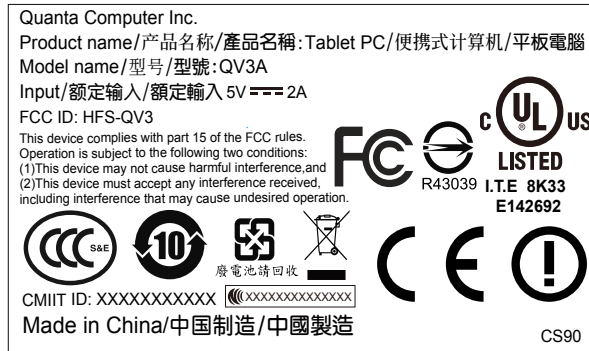 Quanta Computer Inc.
Product name/产品名称/產品名稱:Tablet PC/便携式计算机/平板電腦
Model name/型号/型號:QV3A
Input/额定输入/額定輸入 5V 2A
FCC ID: HFS-QV3
This device complies with part 15 of the FCC rules.
Operation is subject to the following two conditions:
(1)This device may not cause harmful interference,and
(2)This device must accept any interference received,
including interference that may cause undesired operation.
FC
R43039
C UL US
®
LISTED
I.T.E 8K33
E142692
CCC S&E
10
廢電池請回收
CE
CMIIT ID: XXXXXXXXXXX
XXXXXXXXXXXXXX
Made in China/中国制造/中國製造
CS90